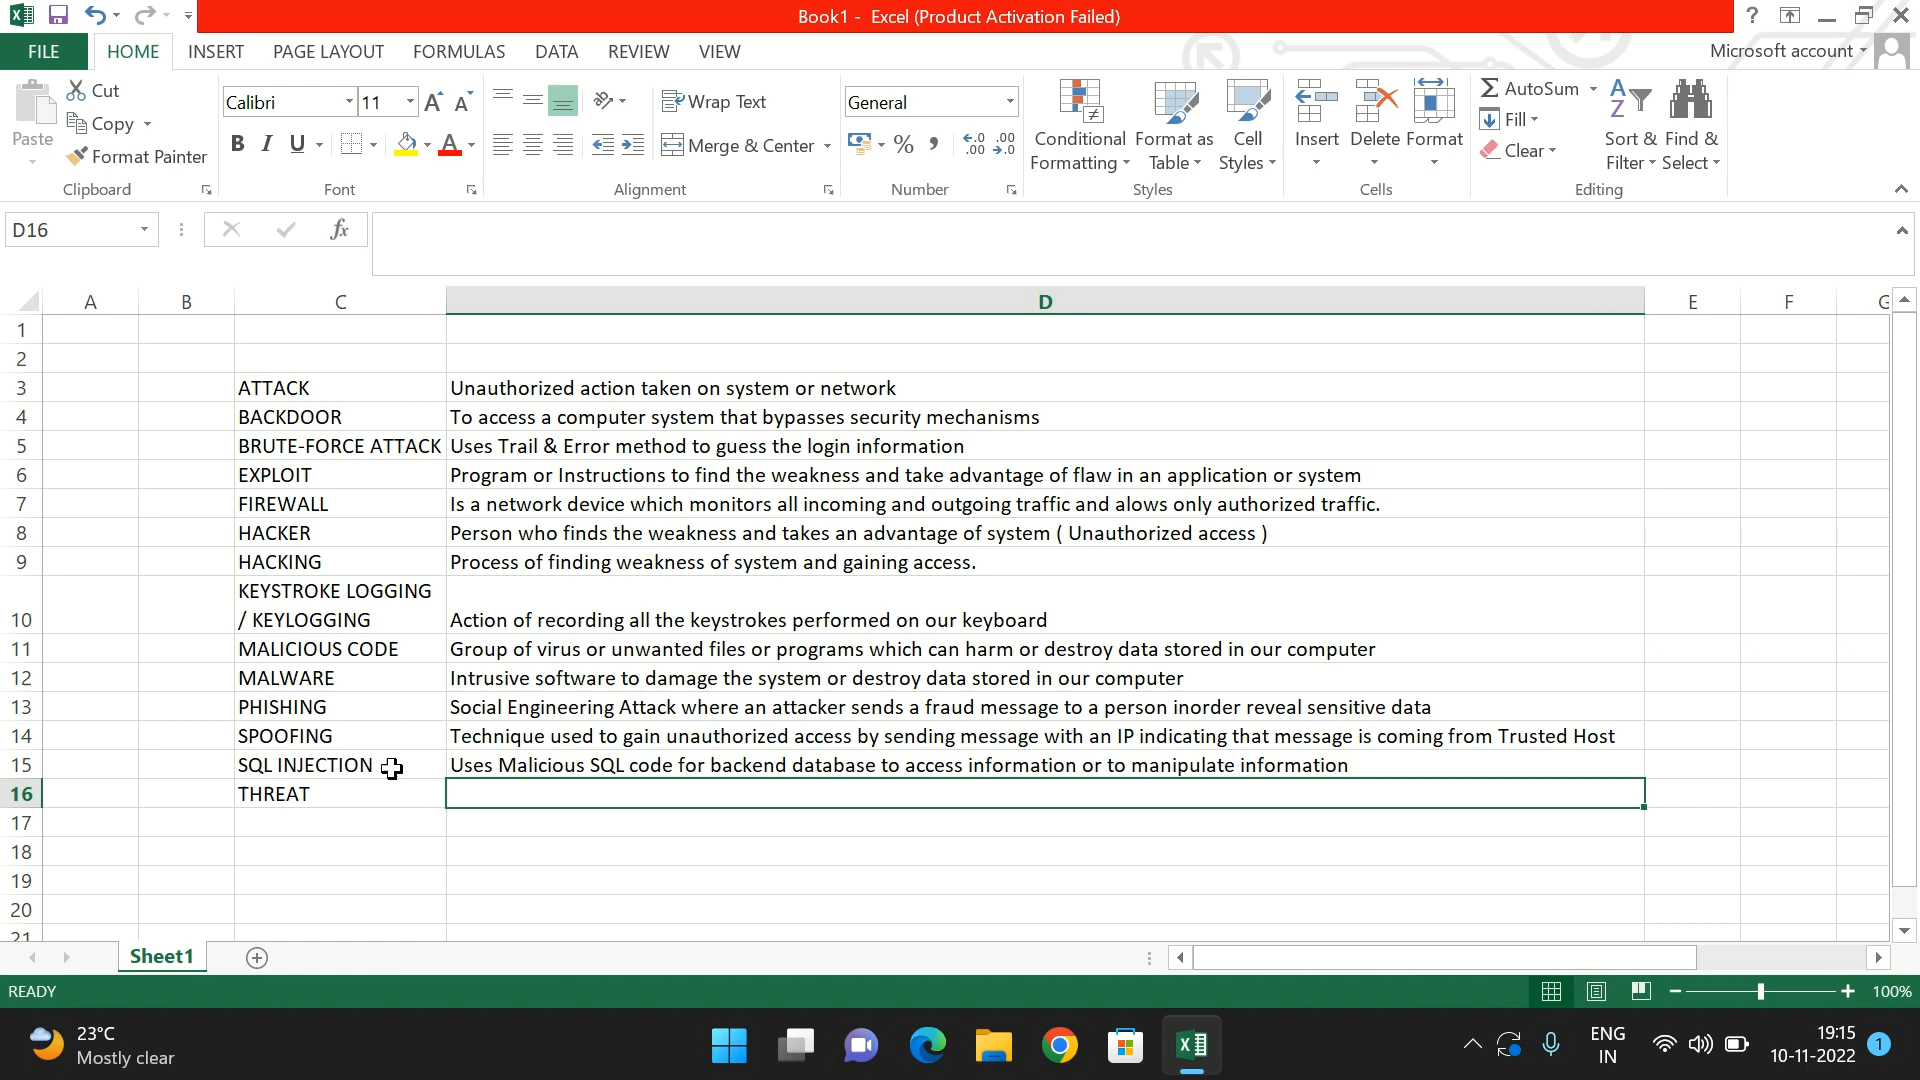 Book1 - Excel (Product Activation Failed)
FILE HOME INSERT PAGE LAYOUT FORMULAS DATA REVIEW VIEW Microsoft account
Cut
Copy
Format Painter
Paste
Clipboard
Calibri 11
B I U
Font
Wrap Text
Merge & Center
Alignment
General
% ,
Number
Conditional Formatting
Format as Table
Cell Styles
Styles
Insert Delete Format
Cells
AutoSum
Fill
Clear
Sort & Filter
Find & Select
Editing
D16 fx
A B C D E F G
1
2
3 ATTACK Unauthorized action taken on system or network
4 BACKDOOR To access a computer system that bypasses security mechanisms
5 BRUTE-FORCE ATTACK Uses Trail & Error method to guess the login information
6 EXPLOIT Program or Instructions to find the weakness and take advantage of flaw in an application or system
7 FIREWALL Is a network device which monitors all incoming and outgoing traffic and alows only authorized traffic.
8 HACKER Person who finds the weakness and takes an advantage of system ( Unauthorized access )
9 HACKING Process of finding weakness of system and gaining access.
KEYSTROKE LOGGING
10 / KEYLOGGING Action of recording all the keystrokes performed on our keyboard
11 MALICIOUS CODE Group of virus or unwanted files or programs which can harm or destroy data stored in our computer
12 MALWARE Intrusive software to damage the system or destroy data stored in our computer
13 PHISHING Social Engineering Attack where an attacker sends a fraud message to a person inorder reveal sensitive data
14 SPOOFING Technique used to gain unauthorized access by sending message with an IP indicating that message is coming from Trusted Host
15 SQL INJECTION Uses Malicious SQL code for backend database to access information or to manipulate information
16 THREAT
17
18
19
20
21
Sheet1
READY 100%
23°C
Mostly clear
ENG
IN
19:15
10-11-2022
1